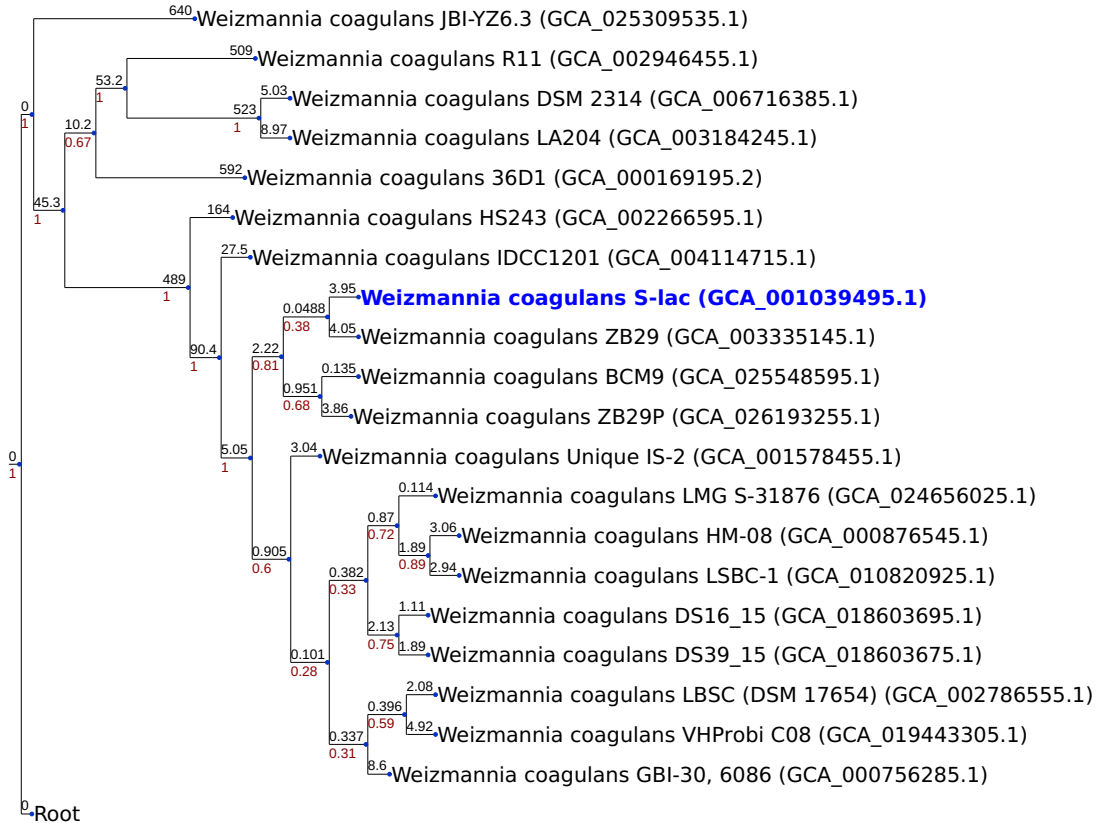 640
Weizmannia coagulans JBI-YZ6.3 (GCA_025309535.1)
509
Weizmannia coagulans R11 (GCA_002946455.1)
53.2
1
5.03
Weizmannia coagulans DSM 2314 (GCA_006716385.1)
0
1
523
1
10.2
0.67
8.97
Weizmannia coagulans LA204 (GCA_003184245.1)
592
Weizmannia coagulans 36D1 (GCA_000169195.2)
45.3
1
164
Weizmannia coagulans HS243 (GCA_002266595.1)
27.5
Weizmannia coagulans IDCC1201 (GCA_004114715.1)
489
1
3.95
Weizmannia coagulans S-lac (GCA_001039495.1)
0.0488
0.38
4.05
Weizmannia coagulans ZB29 (GCA_003335145.1)
90.4
1
2.22
0.81
0.135
Weizmannia coagulans BCM9 (GCA_025548595.1)
0.951
0.68
3.86
Weizmannia coagulans ZB29P (GCA_026193255.1)
5.05
1
3.04
Weizmannia coagulans Unique IS-2 (GCA_001578455.1)
0
1
0.114
Weizmannia coagulans LMG S-31876 (GCA_024656025.1)
0.87
0.72
3.06
Weizmannia coagulans HM-08 (GCA_000876545.1)
0.905
0.6
1.89
0.89
2.94
Weizmannia coagulans LSBC-1 (GCA_010820925.1)
0.382
0.33
1.11
Weizmannia coagulans DS16_15 (GCA_018603695.1)
2.13
0.75
1.89
Weizmannia coagulans DS39_15 (GCA_018603675.1)
0.101
0.28
2.08
Weizmannia coagulans LBSC (DSM 17654) (GCA_002786555.1)
0.396
0.59
4.92
Weizmannia coagulans VHProbi C08 (GCA_019443305.1)
0.337
0.31
8.6
Weizmannia coagulans GBI-30, 6086 (GCA_000756285.1)
0
Root